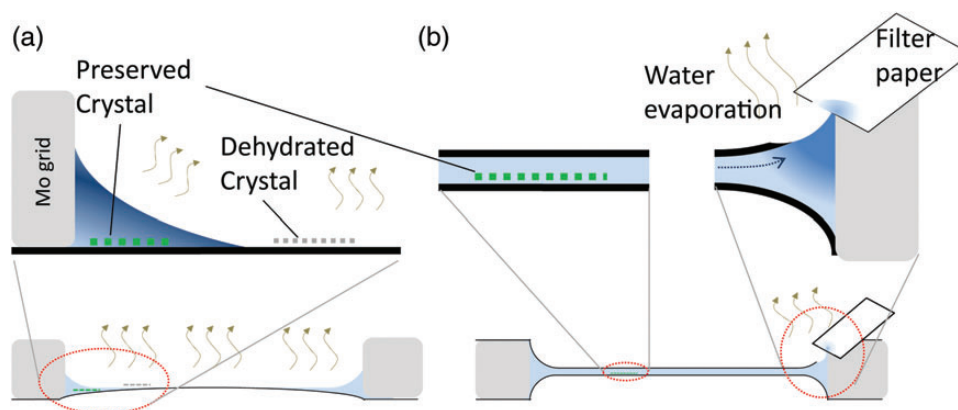 (a)
Preserved
Crystal
Dehydrated
Crystal
Mo grid
(b)
Water
evaporation
Filter
paper